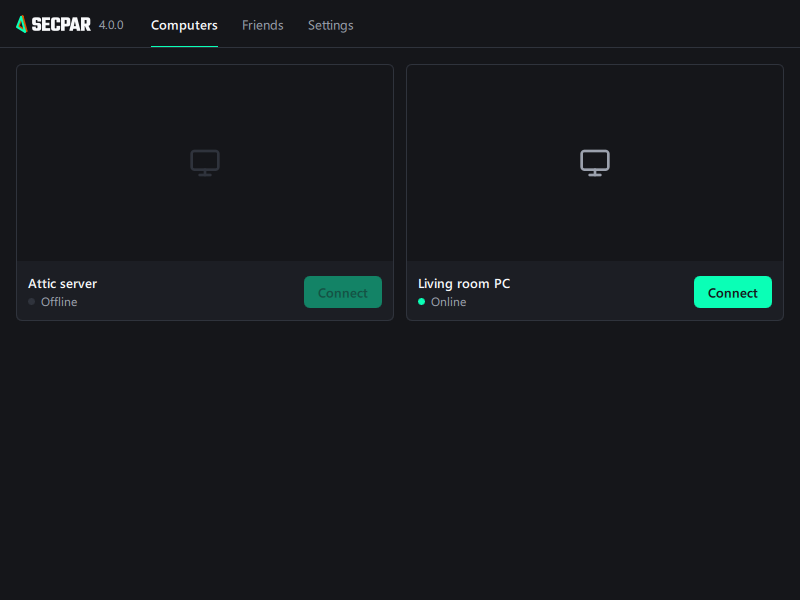 SECPAR 4.0.0 Computers Friends Settings
Attic server
Offline
Connect
Living room PC
Online
Connect